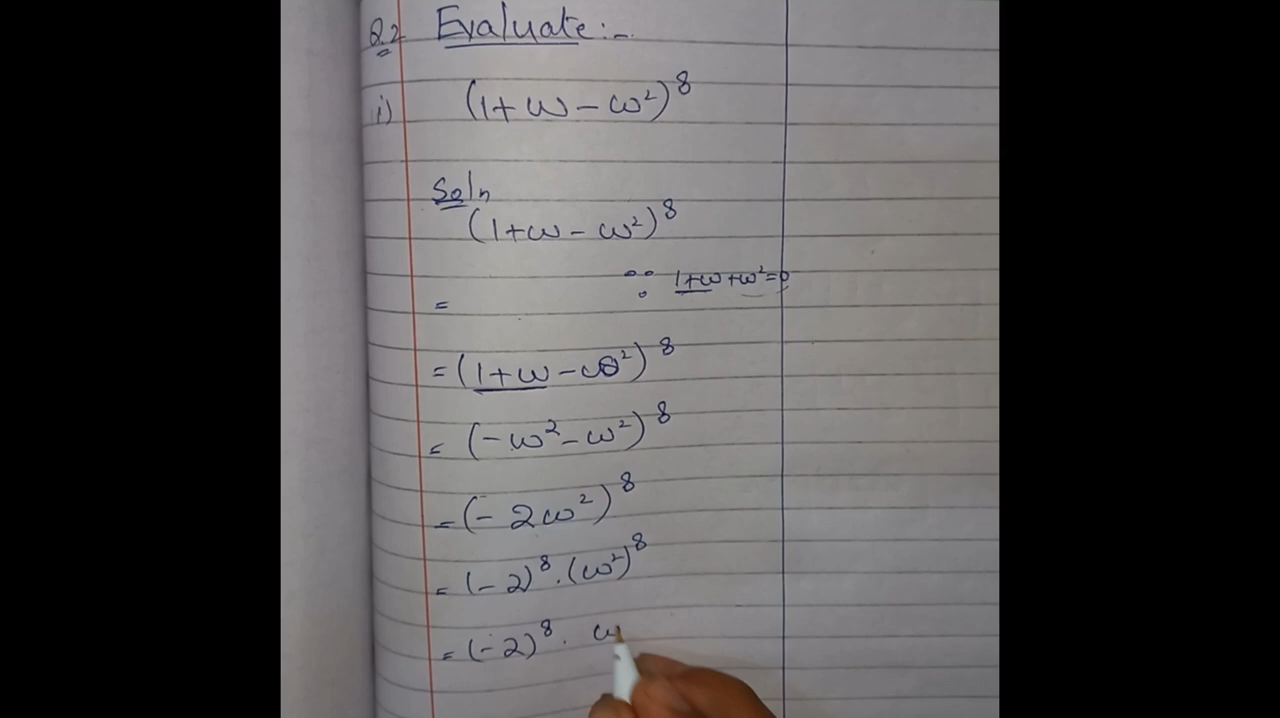 Q.2 Evaluate:-
i) (1+ω-ω²)⁸
Soln
(1+ω-ω²)⁸
= ∵ 1+ω+ω²=0
=(1+ω-ω²)⁸
= (-ω²-ω²)⁸
=(-2ω²)⁸
= (-2)⁸.(ω²)⁸
= (-2)⁸. ω